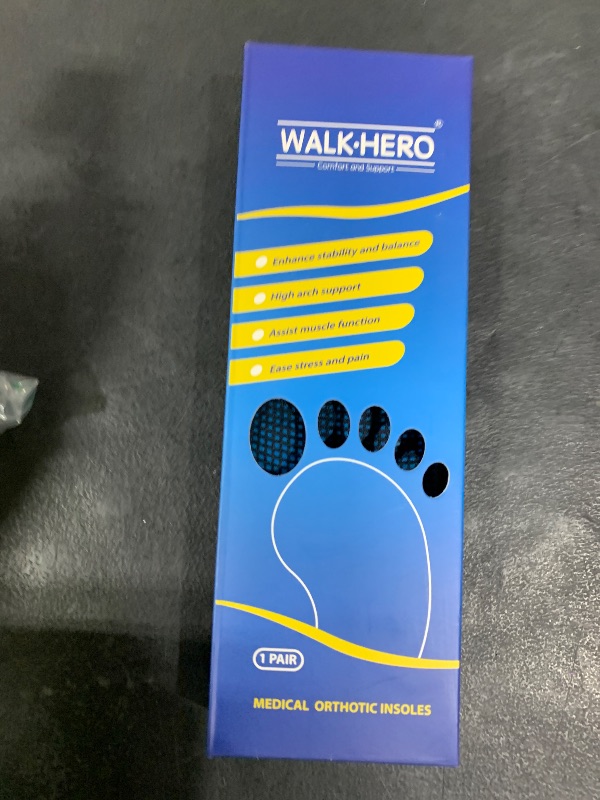 WALK·HERO®
Comfort and Support
Enhance stability and balance
High arch support
Assist muscle function
Ease stress and pain
1 PAIR
MEDICAL ORTHOTIC INSOLES